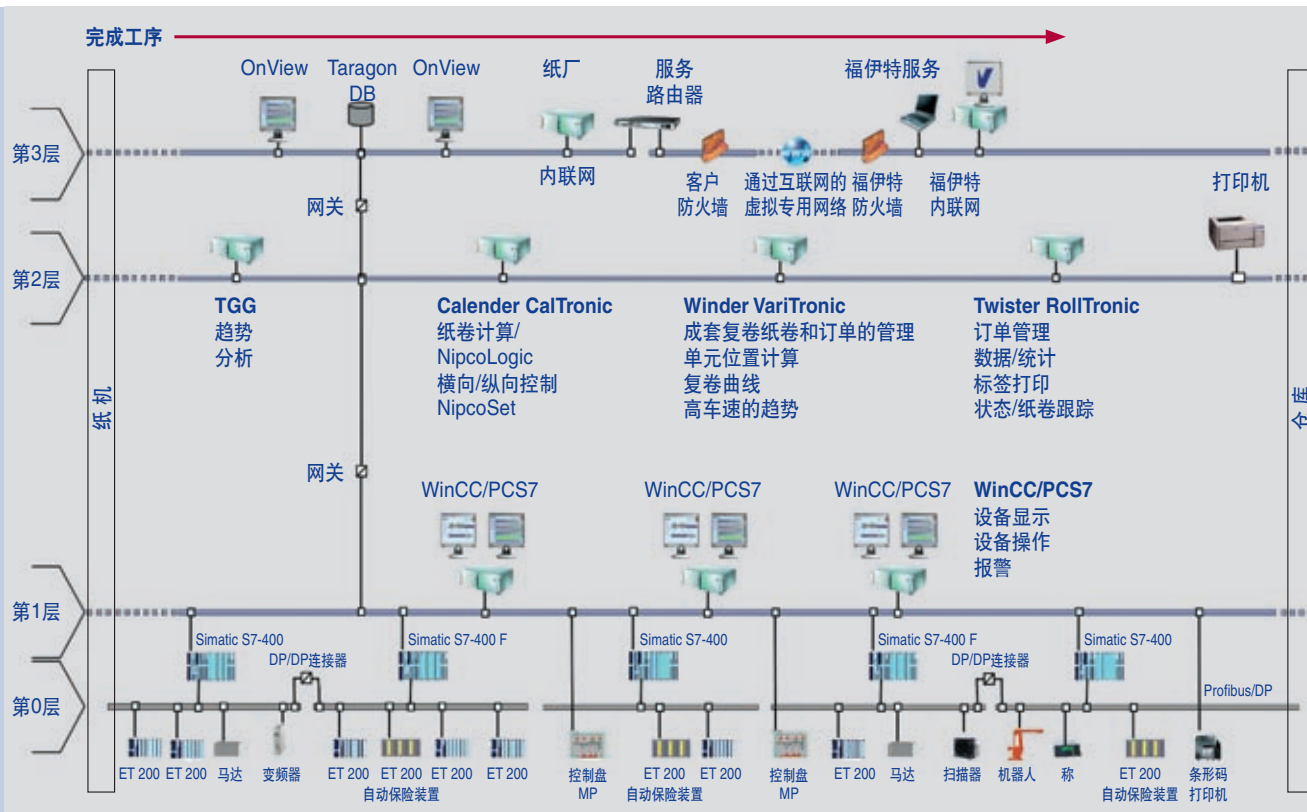 完成工序
OnView
Taragon
DB
OnView
纸厂
服务
路由器
福伊特服务
第3层
内联网
客户
防火墙
通过互联网的
虚拟专用网络
福伊特
防火墙
福伊特
内联网
打印机
网关
第2层
TGG
趋势
分析
Calender CalTronic
纸卷计算/
NipcoLogic
横向/纵向控制
NipcoSet
Winder VariTronic
成套复卷纸卷和订单的管理
单元位置计算
复卷曲线
高车速的趋势
Twister RollTronic
订单管理
数据/统计
标签打印
状态/纸卷跟踪
纸机
仓库
网关
WinCC/PCS7
WinCC/PCS7
WinCC/PCS7
WinCC/PCS7
设备显示
设备操作
报警
第1层
Simatic S7-400
DP/DP连接器
Simatic S7-400 F
Simatic S7-400
Simatic S7-400 F
DP/DP连接器
Simatic S7-400
第0层
Profibus/DP
ET 200
ET 200
马达
变频器
ET 200
ET 200
自动保险装置
ET 200
ET 200
控制盘
MP
ET 200
自动保险装置
ET 200
控制盘
MP
ET 200
马达
扫描器
机器人
称
ET 200
自动保险装置
条形码
打印机